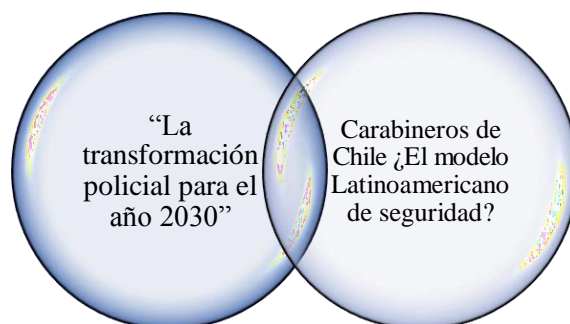 “La
transformación
policial para el
año 2030”
Carabineros de
Chile ¿El modelo
Latinoamericano
de seguridad?